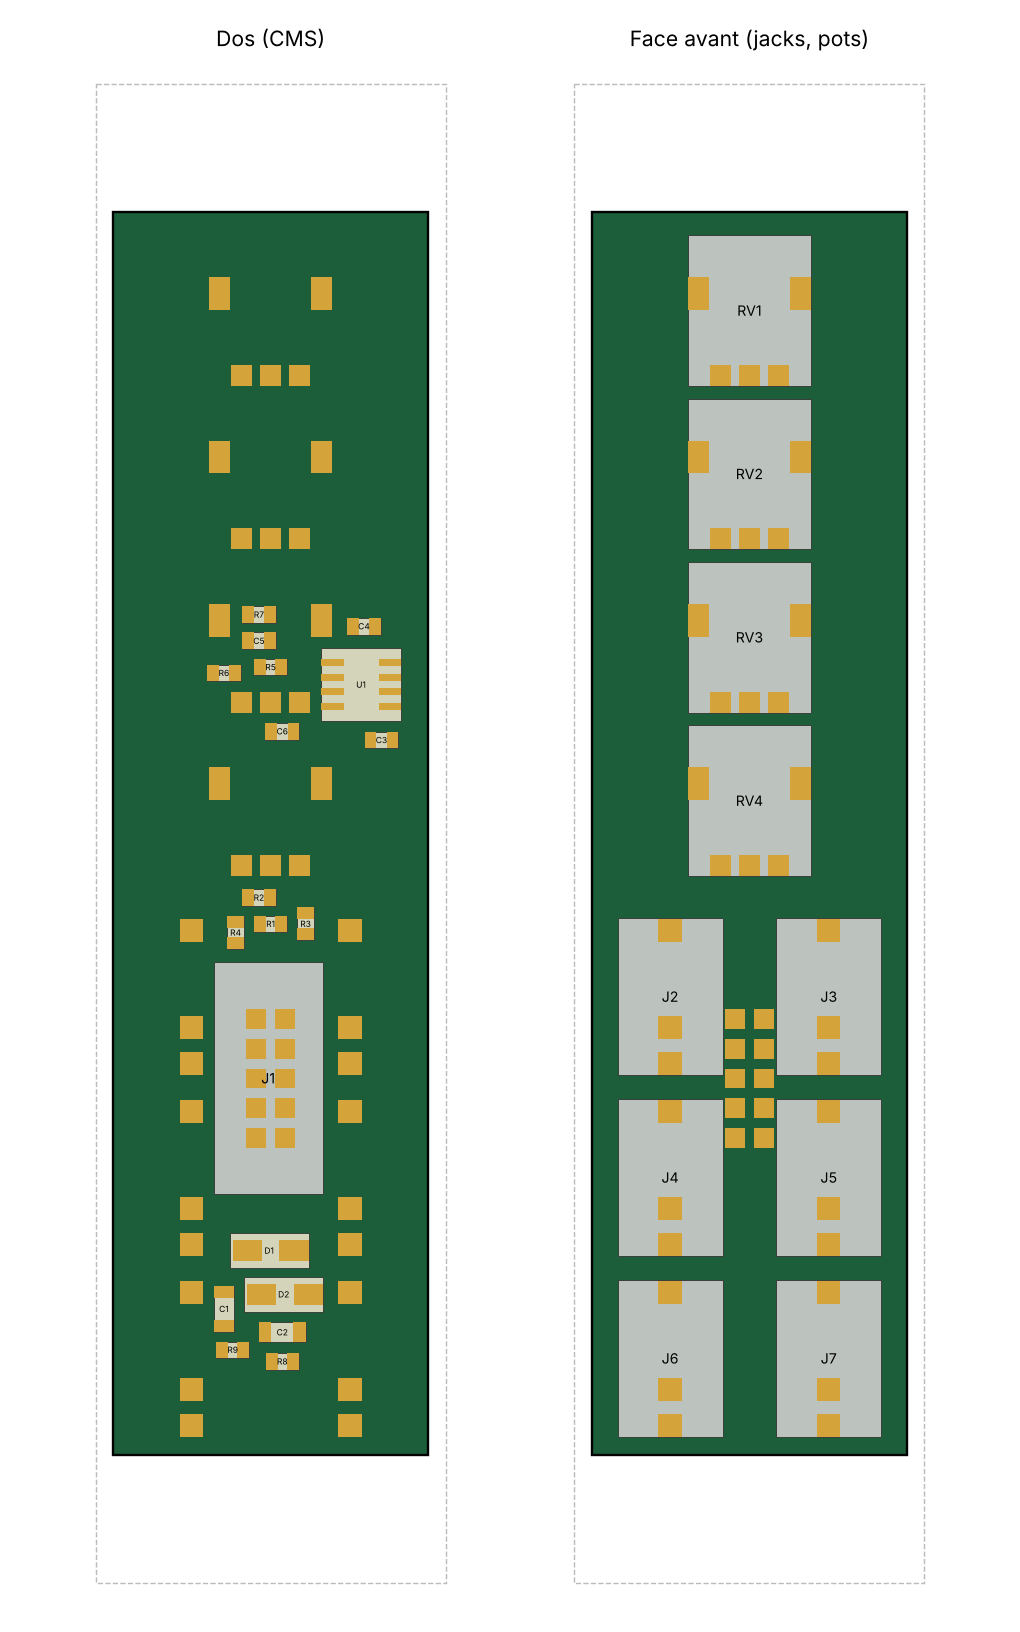 Dos (CMS)
Face avant (jacks, pots)
RV1
RV2
RV3
RV4
R7
C4
C5
R5
R6
U1
C6
C3
R2
R1
R3
R4
J1
D1
D2
C1
C2
R9
R8
J2
J3
J4
J5
J6
J7